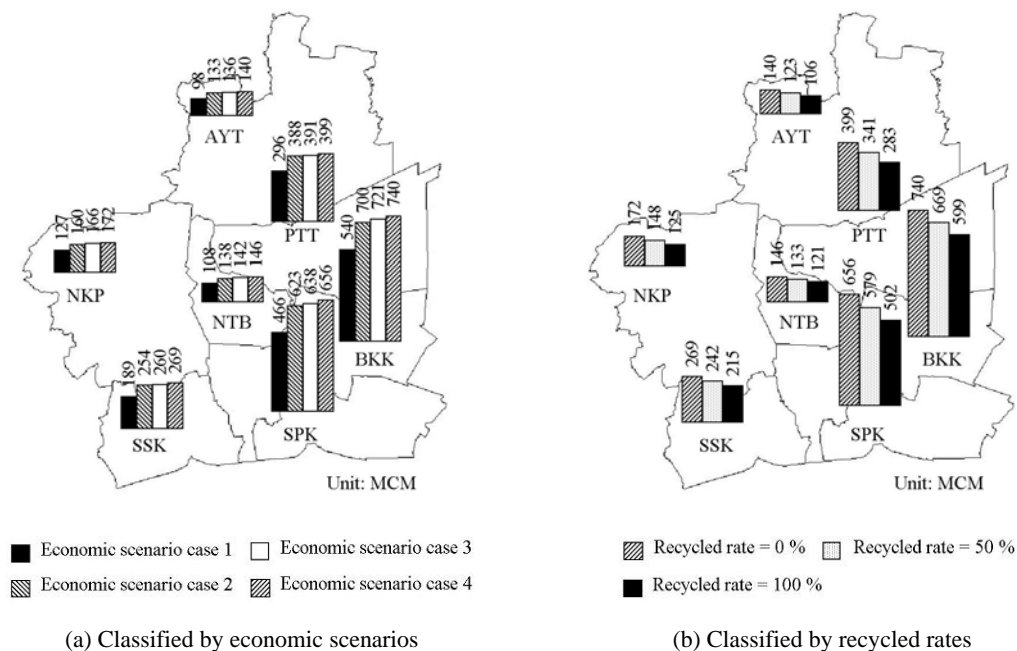 98 133 136 140
AYT
296 388 391 399
PTT
540 700 721 740
BKK
127 160 166 172
NKP
108 138 142 146
NTB
466 623 638 656
SPK
189 254 260 269
SSK
Unit: MCM
Economic scenario case 1
Economic scenario case 3
Economic scenario case 2
Economic scenario case 4
(a) Classified by economic scenarios
140 123 106
AYT
399 341 283
PTT
740 669 599
BKK
172 148 125
NKP
146 133 121
NTB
656 579 502
SPK
269 242 215
SSK
Unit: MCM
Recycled rate = 0 %
Recycled rate = 50 %
Recycled rate = 100 %
(b) Classified by recycled rates